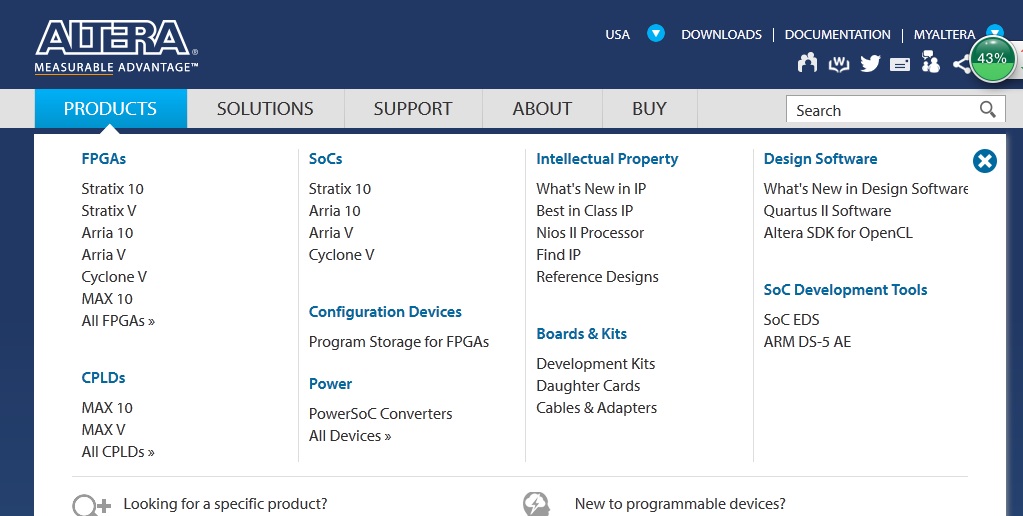 ALTERA®
MEASURABLE ADVANTAGE™
USA
DOWNLOADS
DOCUMENTATION
MYALTERA
43%
PRODUCTS
SOLUTIONS
SUPPORT
ABOUT
BUY
Search
FPGAs
Stratix 10
Stratix V
Arria 10
Arria V
Cyclone V
MAX 10
All FPGAs »
CPLDs
MAX 10
MAX V
All CPLDs »
SoCs
Stratix 10
Arria 10
Arria V
Cyclone V
Configuration Devices
Program Storage for FPGAs
Power
PowerSoC Converters
All Devices »
Intellectual Property
What's New in IP
Best in Class IP
Nios II Processor
Find IP
Reference Designs
Boards & Kits
Development Kits
Daughter Cards
Cables & Adapters
Design Software
What's New in Design Software
Quartus II Software
Altera SDK for OpenCL
SoC Development Tools
SoC EDS
ARM DS-5 AE
Looking for a specific product?
New to programmable devices?